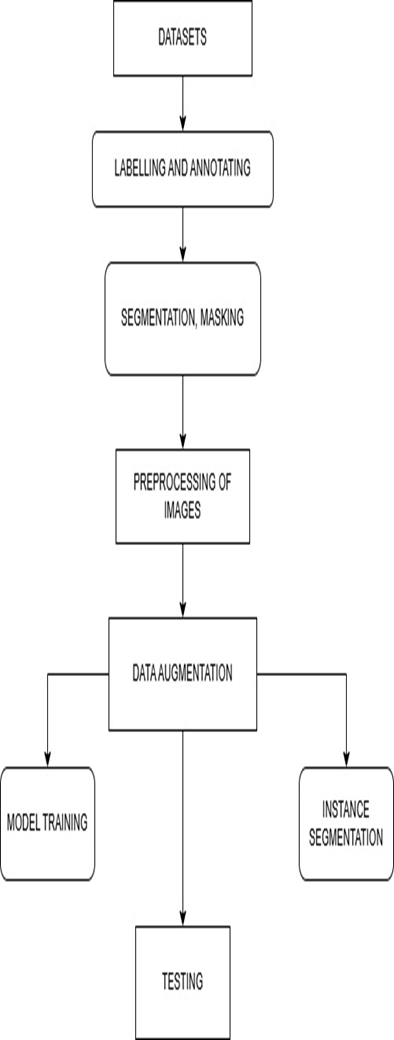 DATASETS
LABELLING AND ANNOTATING
SEGMENTATION, MASKING
PREPROCESSING OF
IMAGES
DATA AUGMENTATION
MODEL TRAINING
INSTANCE
SEGMENTATION
TESTING